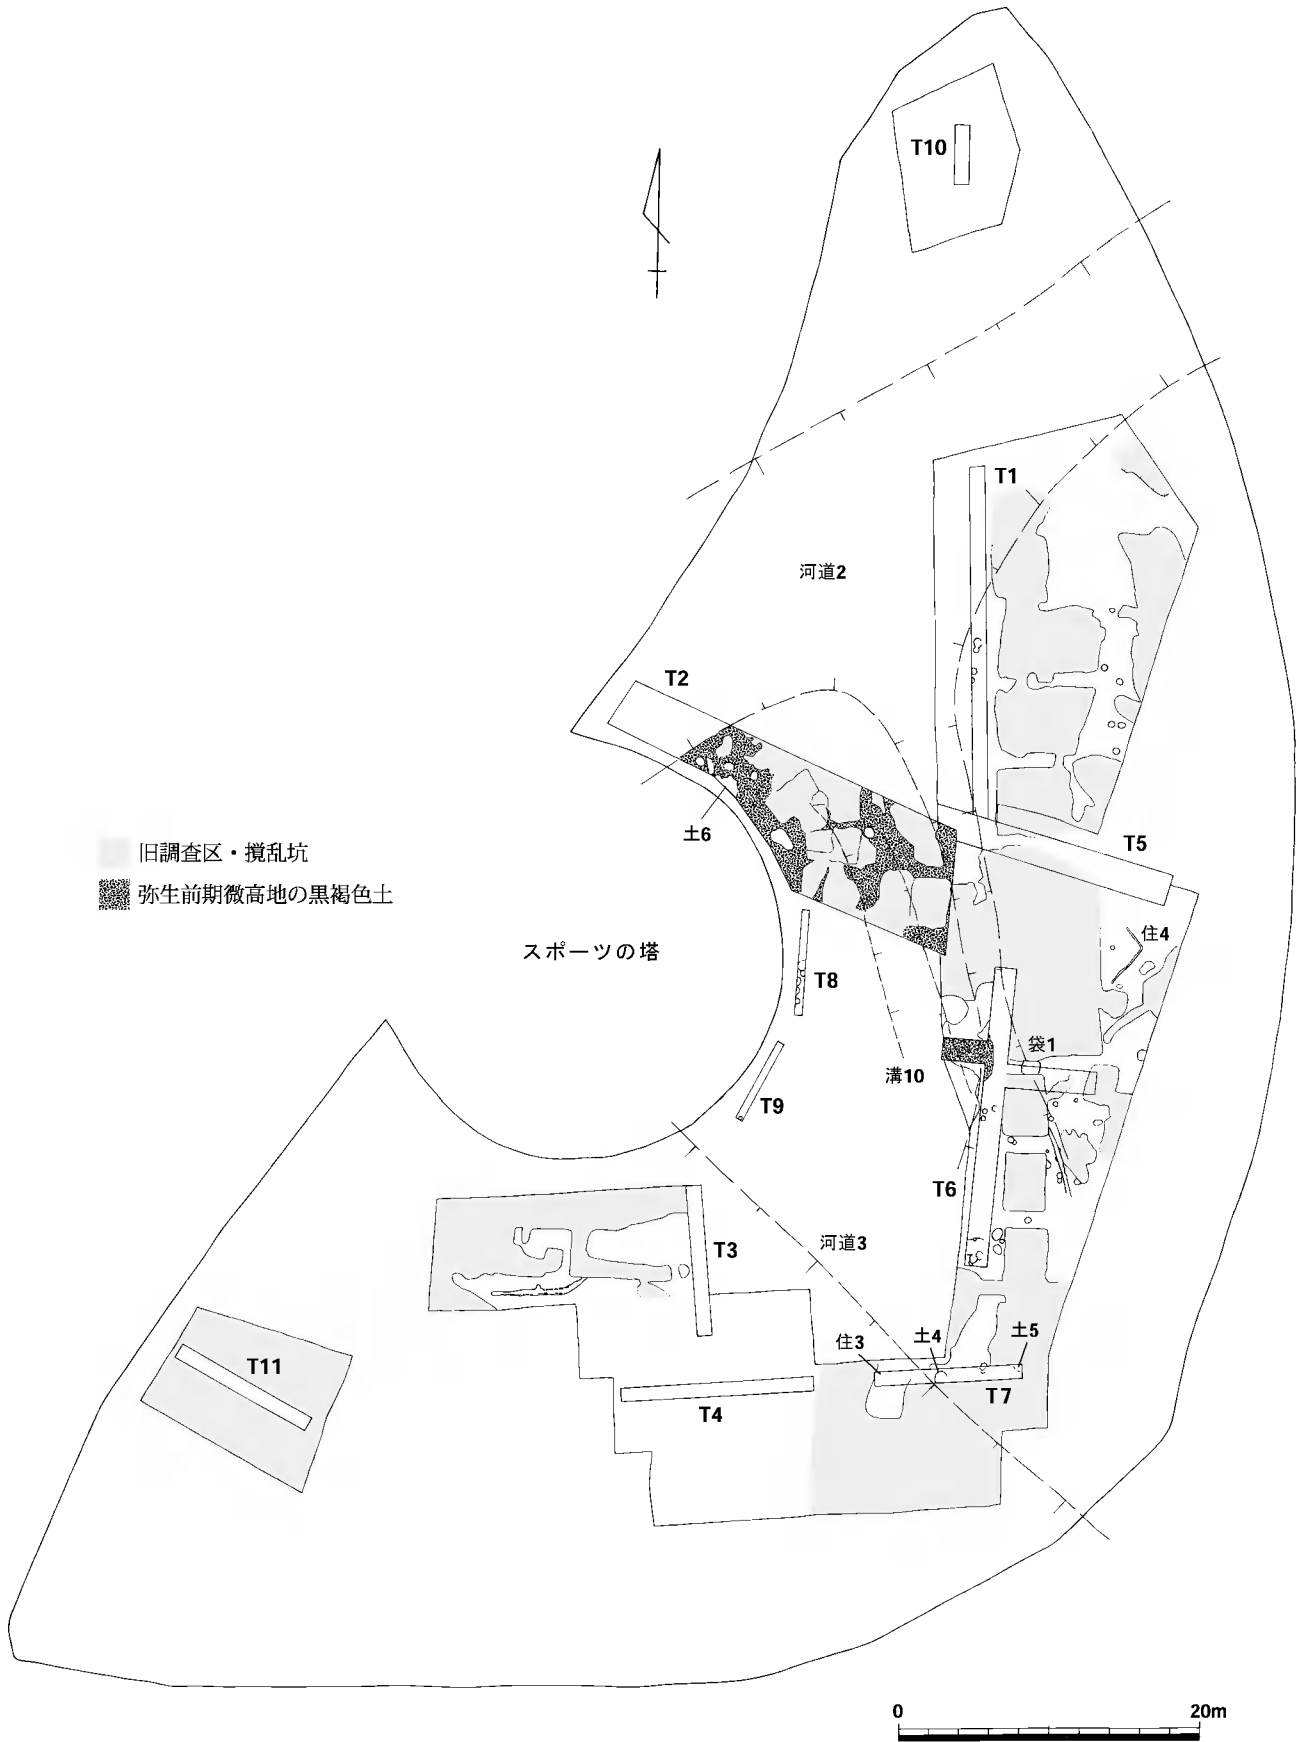 T10
T1
河道2
T2
土6
T5
旧調査区・攪乱坑
弥生前期微高地の黒褐色土
住4
スポーツの塔
T8
袋1
溝10
T9
T6
河道3
T3
土5
土4
住3
T11
T7
T4
0 20m